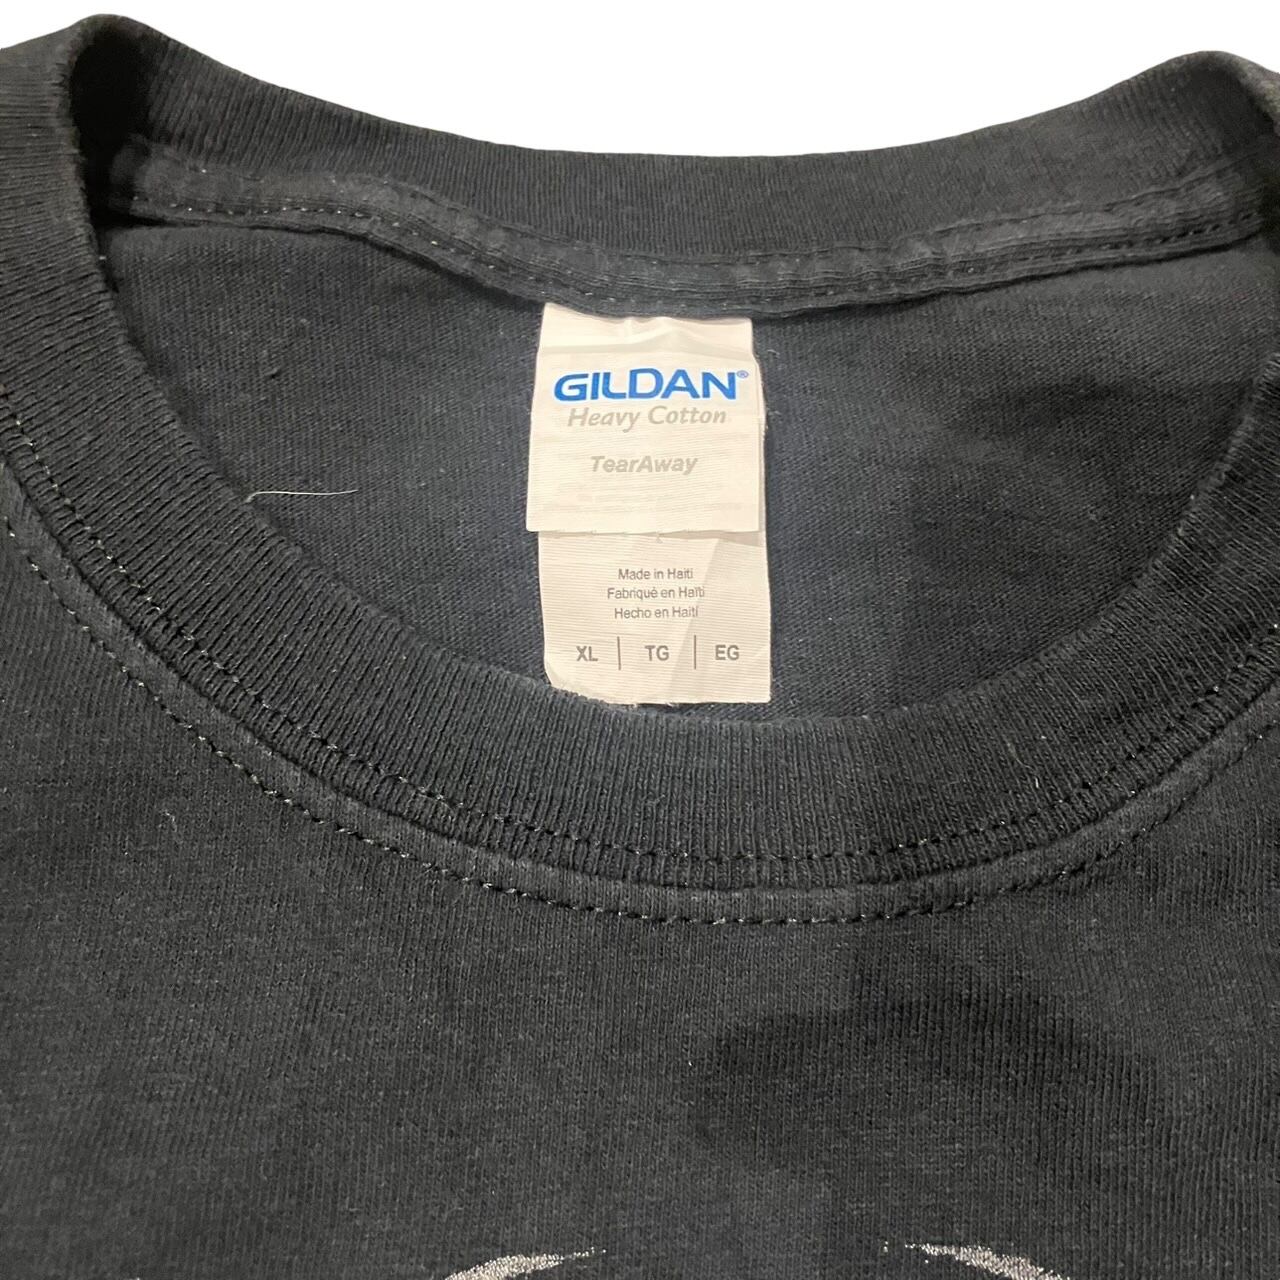 GILDAN®
Heavy Cotton
TearAway
Made in Haiti
Fabriqué en Haïti
Hecho en Haití
XL | TG | EG